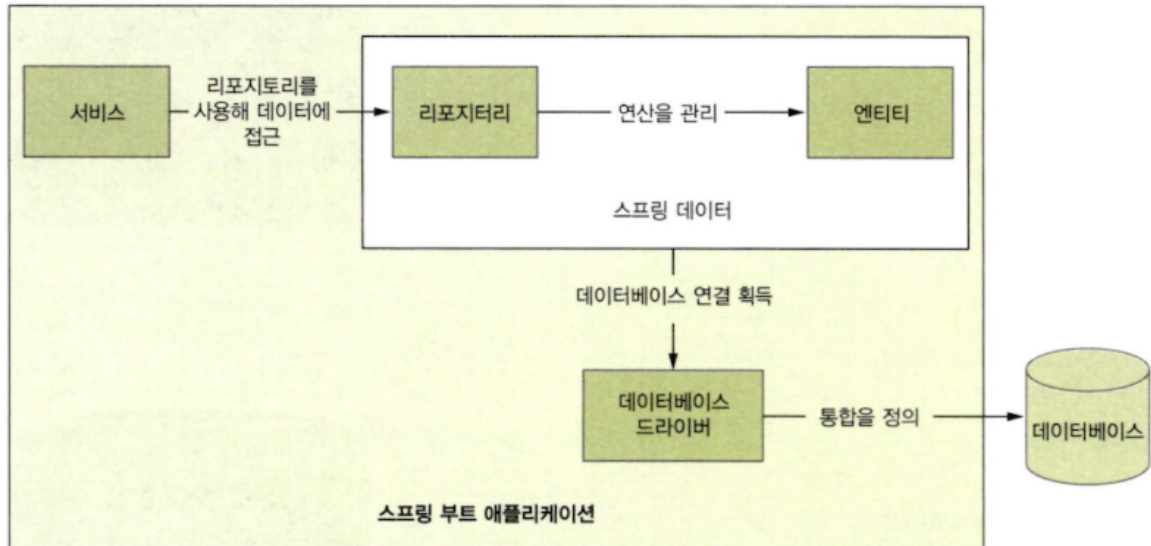 서비스
리포지토리를
사용해 데이터에
접근
리포지터리
연산을 관리
엔티티
스프링 데이터
데이터베이스 연결 획득
데이터베이스
드라이버
통합을 정의
데이터베이스
스프링 부트 애플리케이션